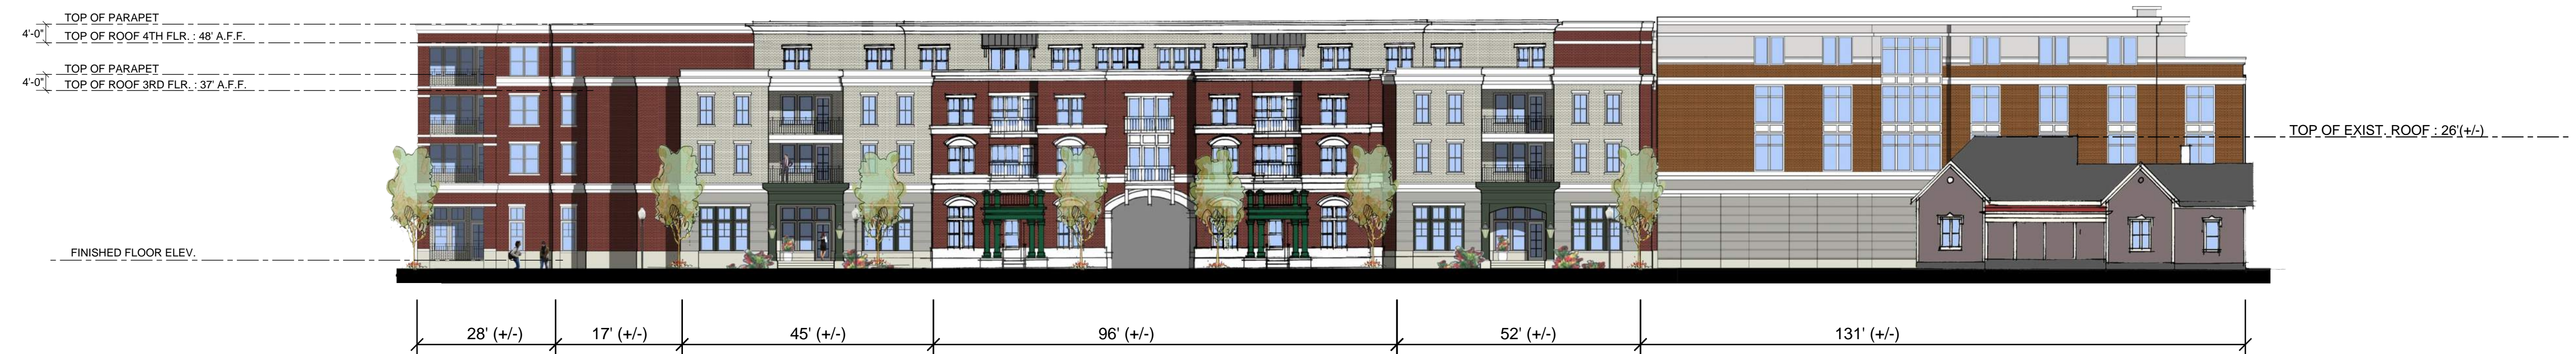 TOP OF PARAPET
4'-0"
TOP OF ROOF 4TH FLR. : 48' A.F.F.
TOP OF PARAPET
4'-0"
TOP OF ROOF 3RD FLR. : 37' A.F.F.
TOP OF EXIST. ROOF : 26'(+/-)
FINISHED FLOOR ELEV.
28' (+/-)
17' (+/-)
45' (+/-)
96' (+/-)
52' (+/-)
131' (+/-)